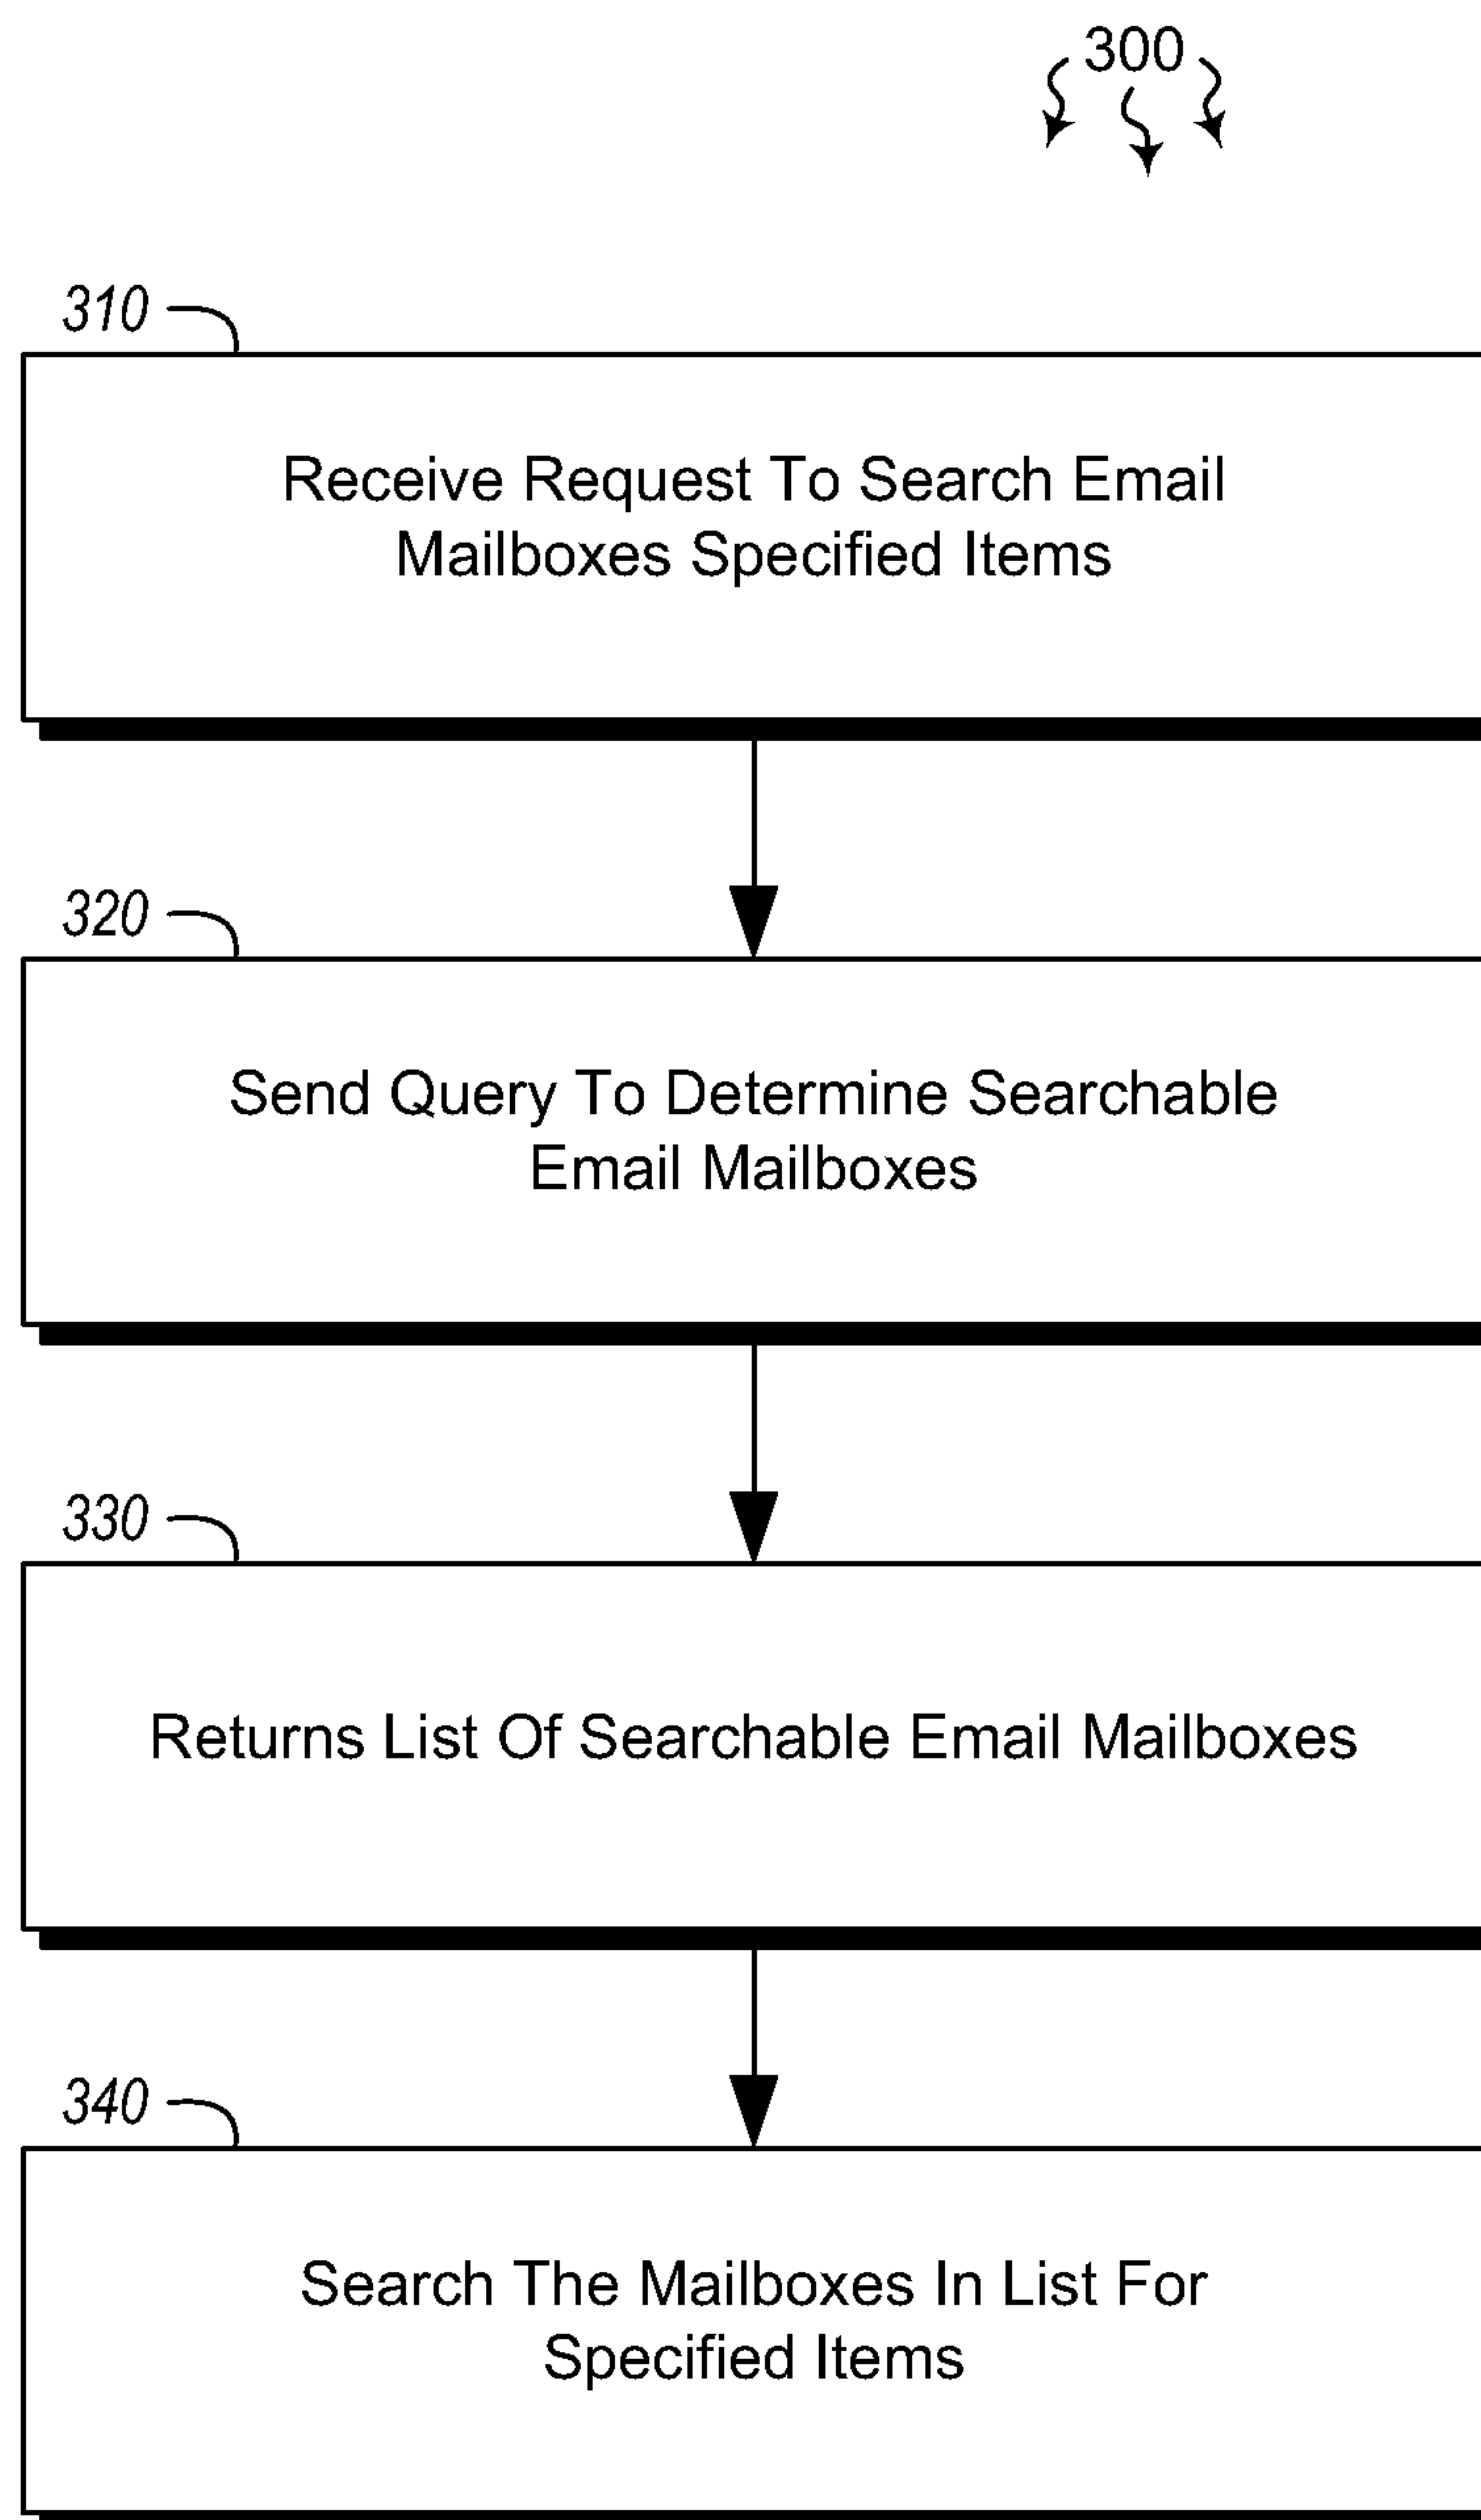 300
310
Receive Request To Search Email
Mailboxes Specified Items
320
Send Query To Determine Searchable
Email Mailboxes
330
Returns List Of Searchable Email Mailboxes
340
Search The Mailboxes In List For
Specified Items